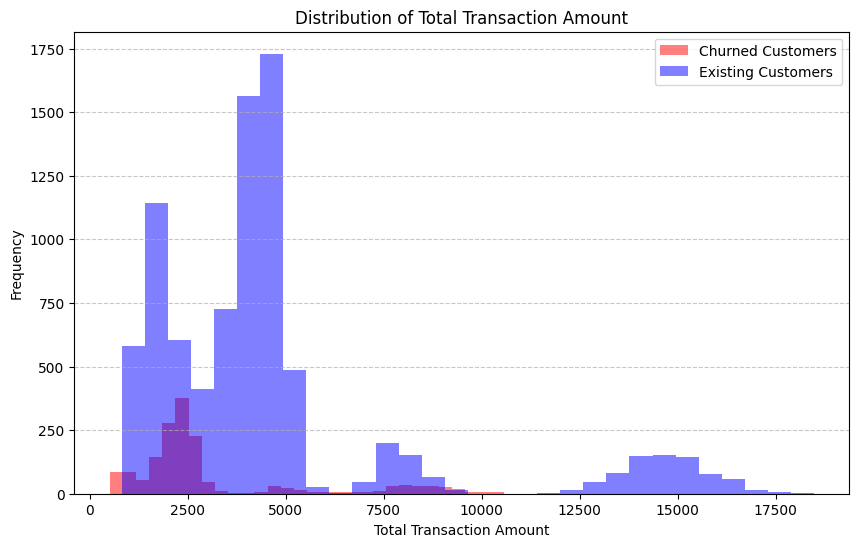 Distribution of Total Transaction Amount
Churned Customers
Existing Customers
1750
1500
1250
1000
750
500
250
0
Frequency
0 2500 5000 7500 10000 12500 15000 17500
Total Transaction Amount